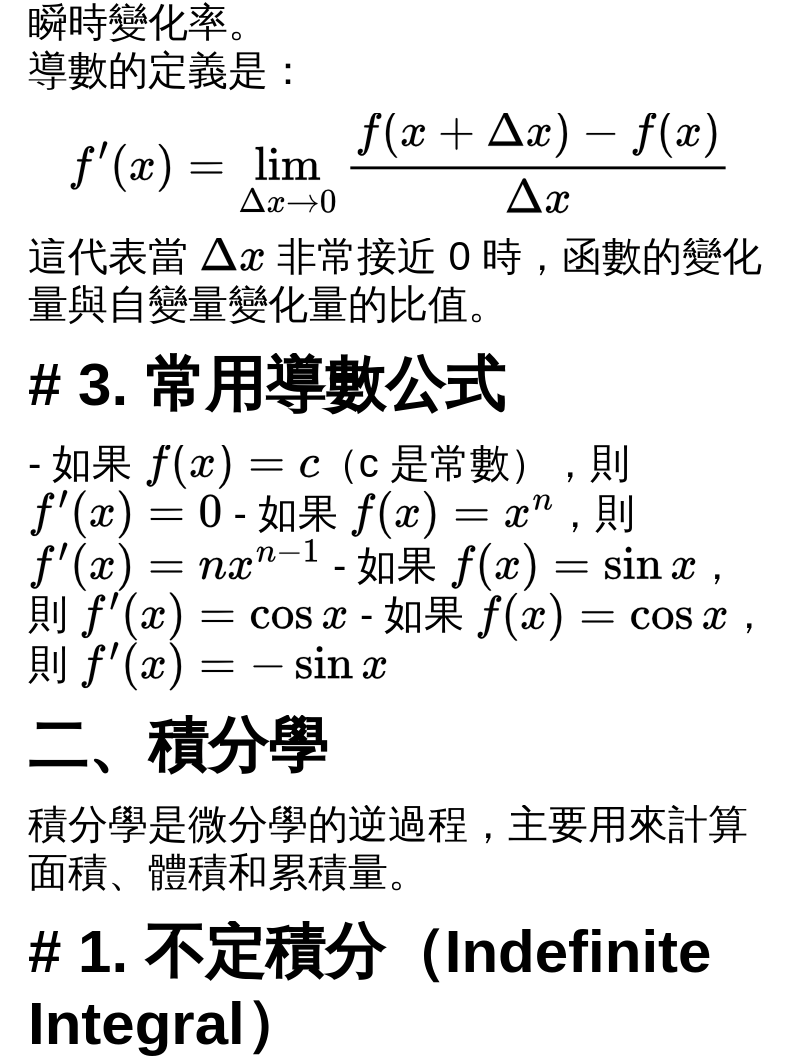 瞬時變化率。
導數的定義是：
f′(x) = lim_{Δx→0} \frac{f(x + Δx) − f(x)}{Δx}
這代表當 Δx 非常接近 0 時，函數的變化
量與自變量變化量的比值。
# 3. 常用導數公式
- 如果 f(x) = c（c 是常數），則
f′(x) = 0 - 如果 f(x) = x^n，則
f′(x) = nx^{n−1} - 如果 f(x) = sin x，
則 f′(x) = cos x - 如果 f(x) = cos x，
則 f′(x) = − sin x
二、積分學
積分學是微分學的逆過程，主要用來計算
面積、體積和累積量。
# 1. 不定積分（Indefinite
Integral）